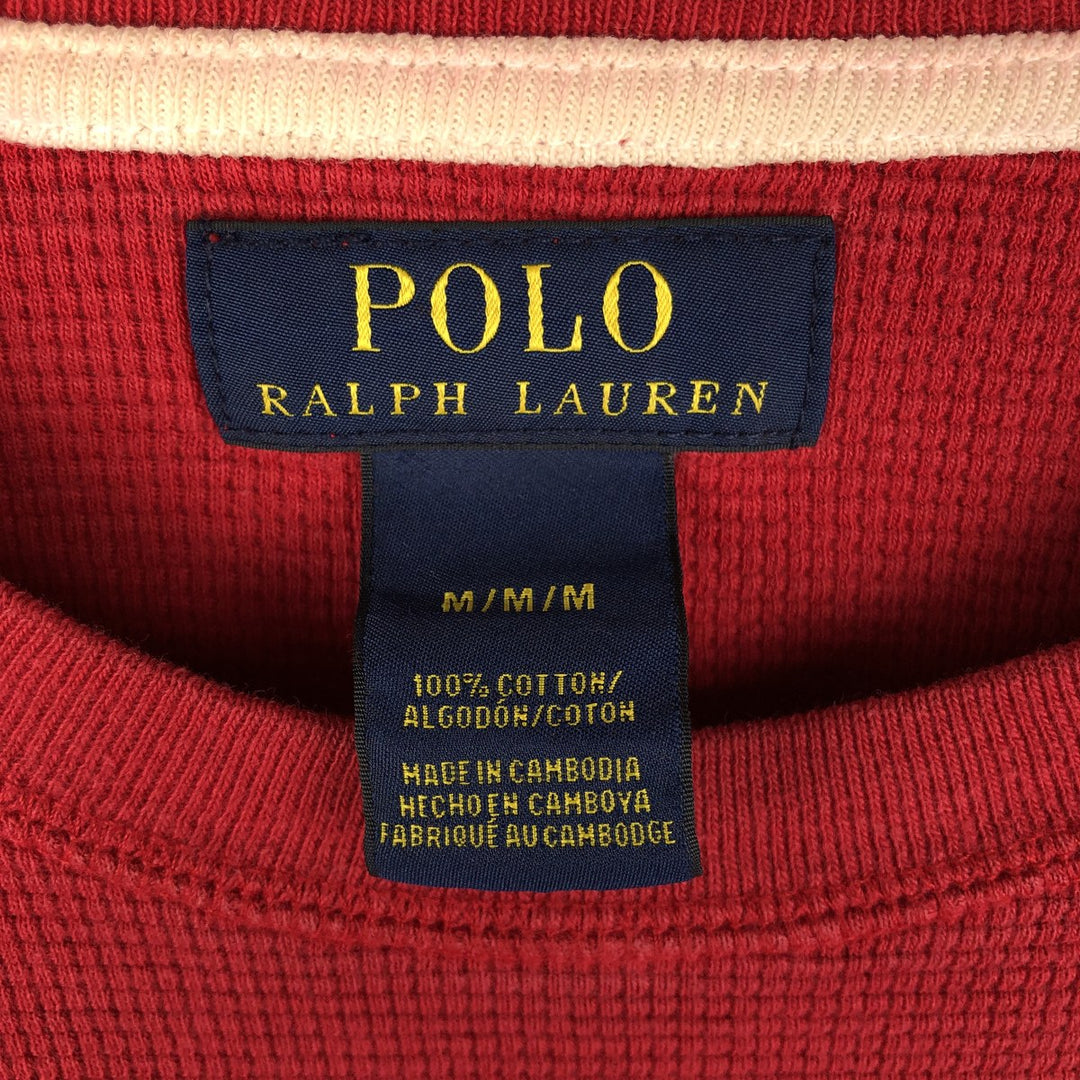 POLO
RALPH LAUREN
M/M/M
100% COTTON/
ALGODÓN/COTON
MADE IN CAMBODIA
HECHO EN CAMBOYA
FABRIQUÉ AU CAMBODGE